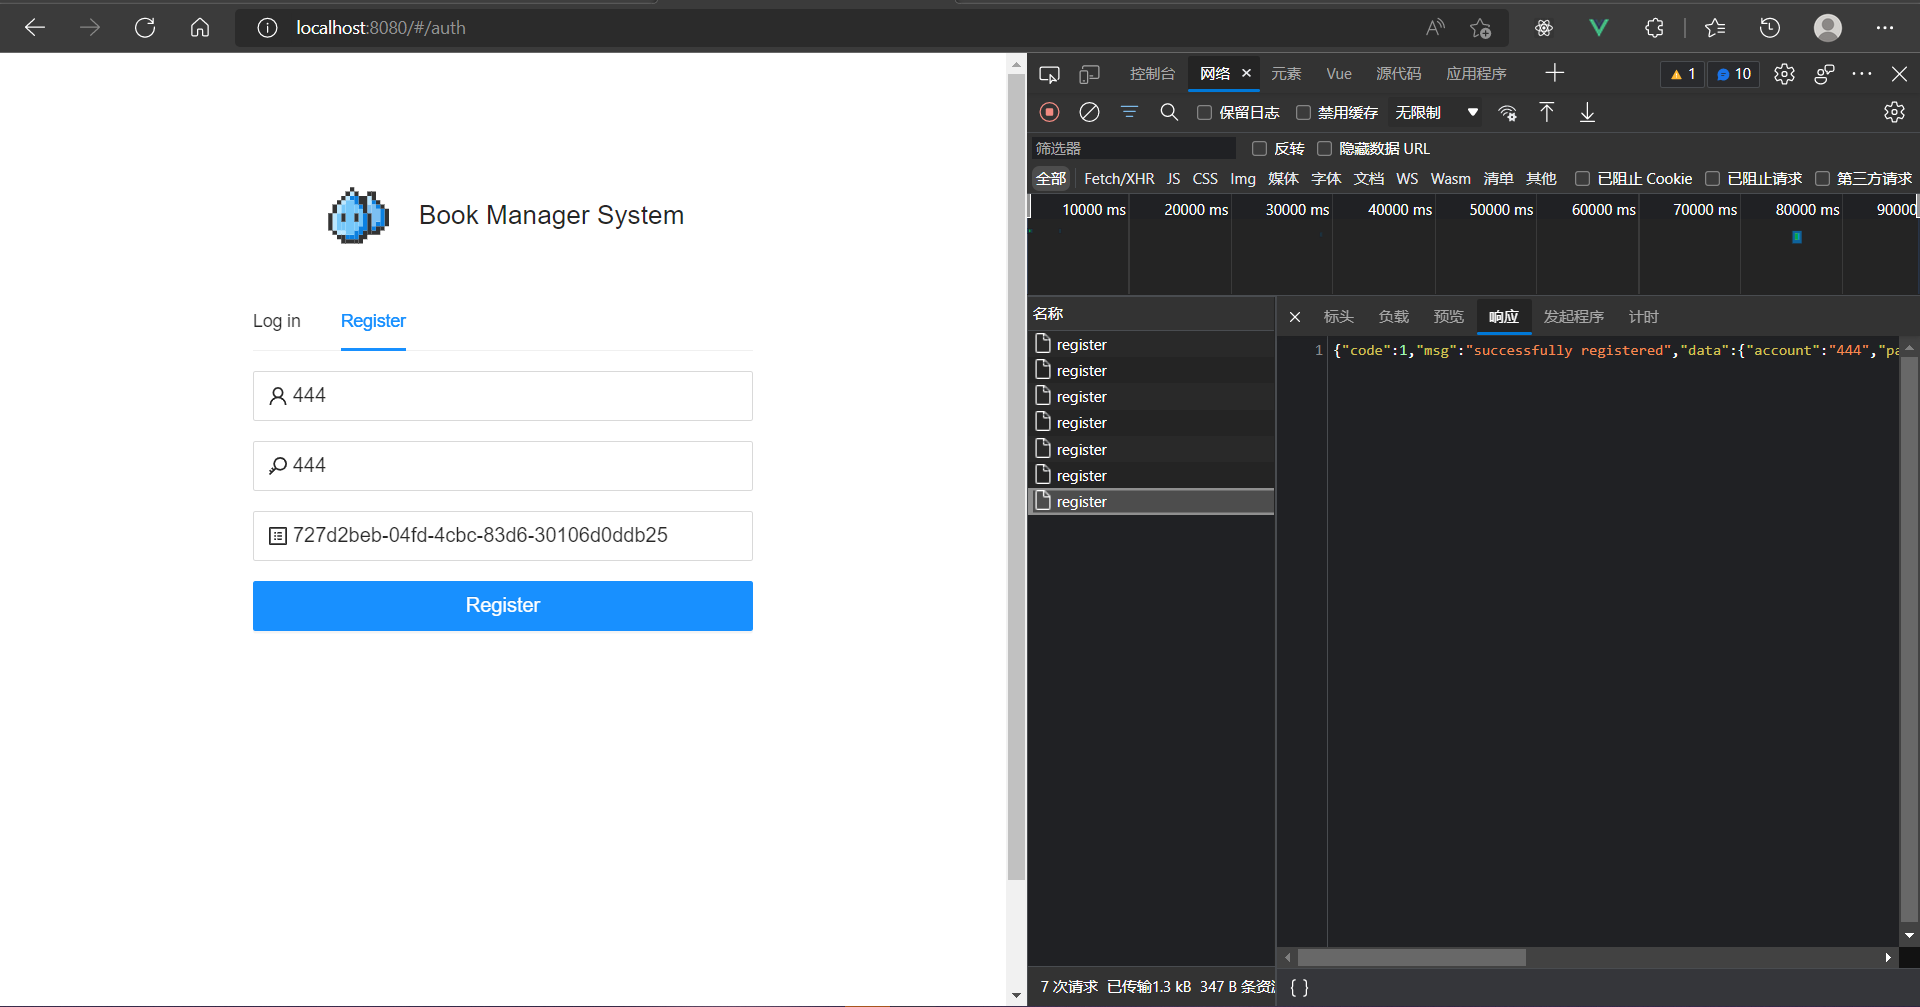 localhost:8080/#/auth
Book Manager System
Log in Register
444
444
727d2beb-04fd-4cbc-83d6-30106d0ddb25
Register
控制台 网络 元素 Vue 源代码 应用程序 1 10
保留日志 禁用缓存 无限制
筛选器 反转 隐藏数据 URL
全部 Fetch/XHR JS CSS Img 媒体 字体 文档 WS Wasm 清单 其他 已阻止 Cookie 已阻止请求 第三方请求
10000 ms 20000 ms 30000 ms 40000 ms 50000 ms 60000 ms 70000 ms 80000 ms 90000
名称
register
register
register
register
register
register
register
标头 负载 预览 响应 发起程序 计时
1 {"code":1,"msg":"successfully registered","data":{"account":"444","pa
7 次请求 已传输1.3 kB 347 B 条资
{ }